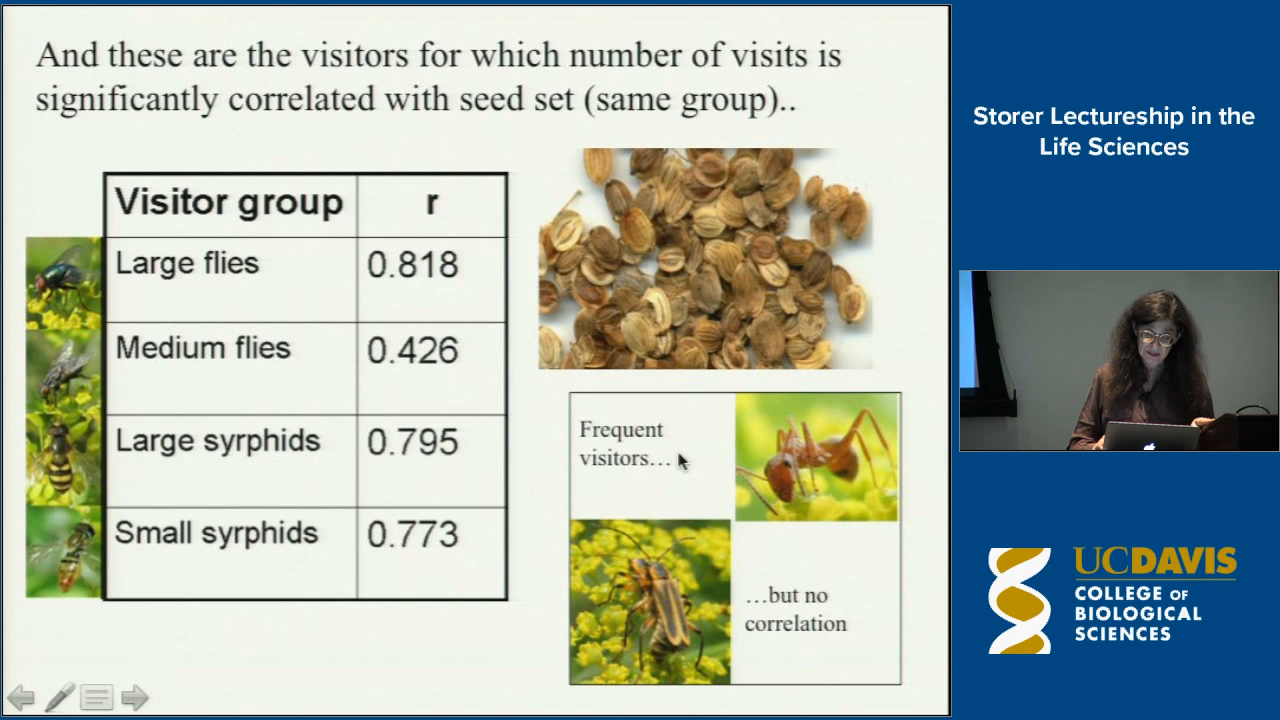 And these are the visitors for which number of visits is
significantly correlated with seed set (same group)..
Visitor group r
Large flies 0.818
Medium flies 0.426
Large syrphids 0.795
Small syrphids 0.773
Frequent
visitors…
…but no
correlation
Storer Lectureship in the
Life Sciences
UCDAVIS
COLLEGE OF
BIOLOGICAL
SCIENCES